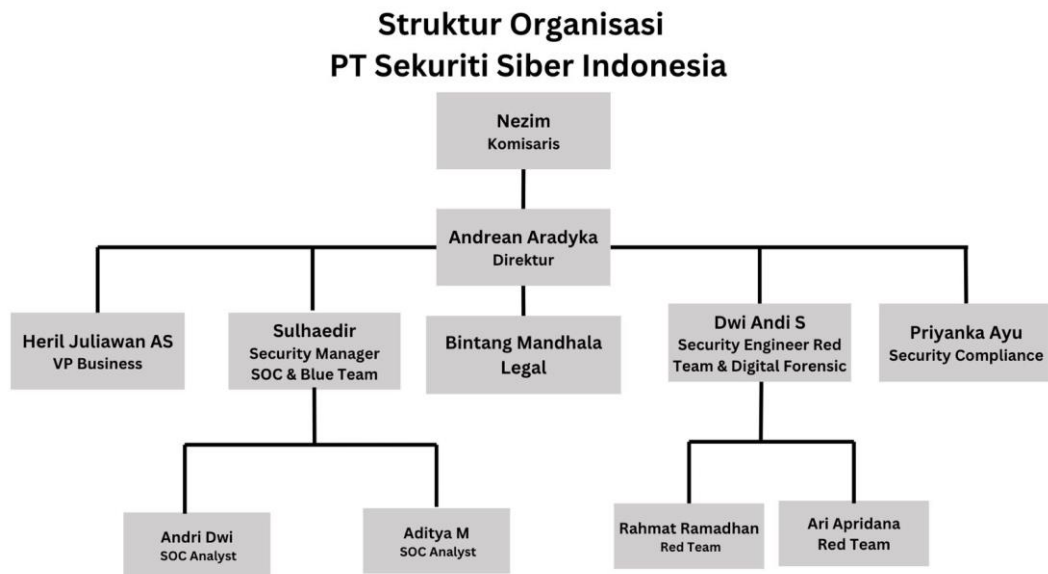 Struktur Organisasi
PT Sekuriti Siber Indonesia
Nezim
Komisaris
Andrean Aradyka
Direktur
Heril Juliawan AS
VP Business
Sulhaedir
Security Manager
SOC & Blue Team
Bintang Mandhala
Legal
Dwi Andi S
Security Engineer Red
Team & Digital Forensic
Priyanka Ayu
Security Compliance
Andri Dwi
SOC Analyst
Aditya M
SOC Analyst
Rahmat Ramadhan
Red Team
Ari Apridana
Red Team